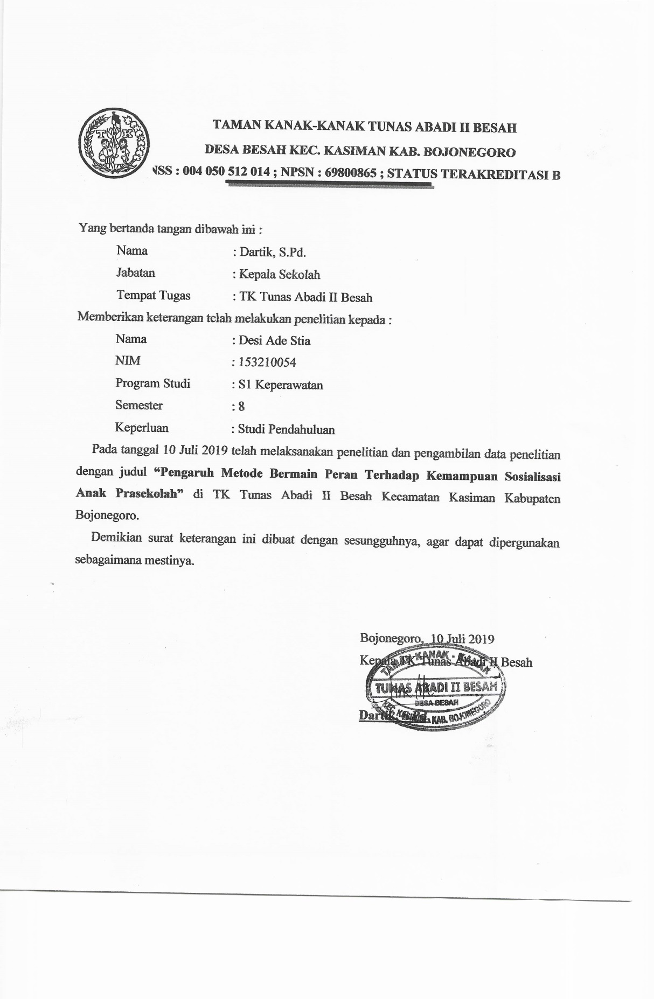 TK
TAMAN KANAK-KANAK TUNAS ABADI II BESAH
DESA BESAH KEC. KASIMAN KAB. BOJONEGORO
NSS : 004 050 512 014 ; NPSN : 69800865 ; STATUS TERAKREDITASI B
Yang bertanda tangan dibawah ini :
Nama : Dartik, S.Pd.
Jabatan : Kepala Sekolah
Tempat Tugas : TK Tunas Abadi II Besah
Memberikan keterangan telah melakukan penelitian kepada :
Nama : Desi Ade Stia
NIM : 153210054
Program Studi : S1 Keperawatan
Semester : 8
Keperluan : Studi Pendahuluan
Pada tanggal 10 Juli 2019 telah melaksanakan penelitian dan pengambilan data penelitian
dengan judul “Pengaruh Metode Bermain Peran Terhadap Kemampuan Sosialisasi
Anak Prasekolah” di TK Tunas Abadi II Besah Kecamatan Kasiman Kabupaten
Bojonegoro.
Demikian surat keterangan ini dibuat dengan sesungguhnya, agar dapat dipergunakan
sebagaimana mestinya.
Bojonegoro, 10 Juli 2019
Kepala TK Tunas Abadi II Besah
TAMAN KANAK - KANAK
TUNAS ABADI II BESAH
DESA BESAH
KEC. KASIMAN KAB. BOJONEGORO
Dartik, S.Pd.